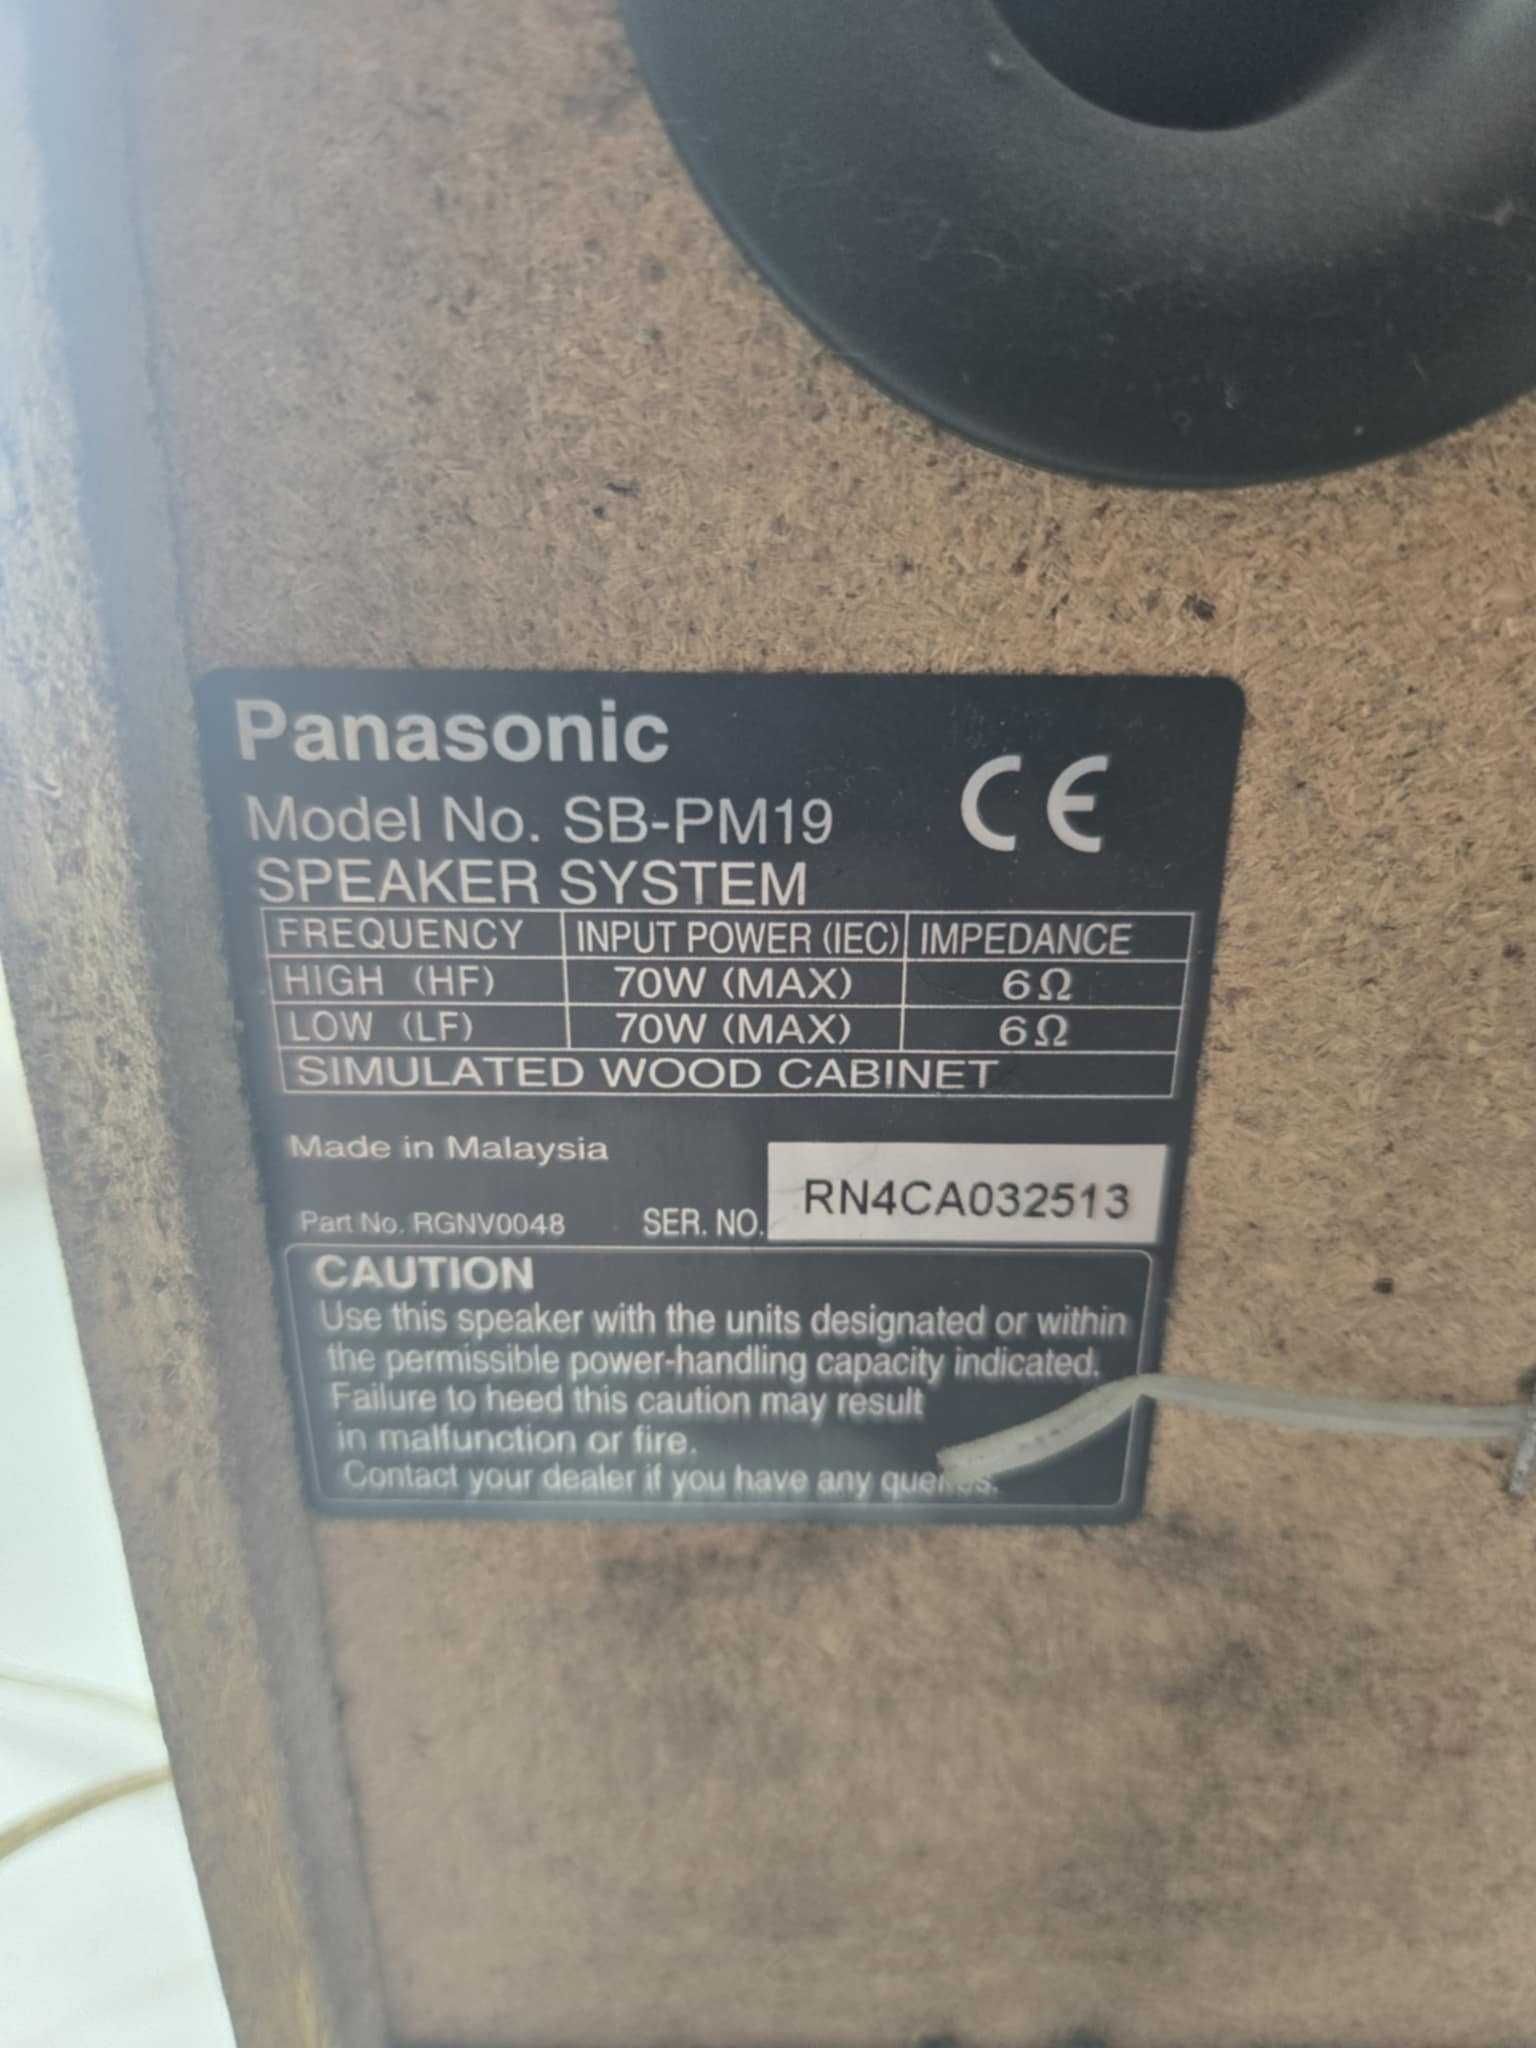 Panasonic
CE
Model No. SB-PM19
SPEAKER SYSTEM
FREQUENCY INPUT POWER (IEC) IMPEDANCE
HIGH (HF) 70W (MAX) 6Ω
LOW (LF) 70W (MAX) 6Ω
SIMULATED WOOD CABINET
Made in Malaysia
Part No. RGNV0048 SER. NO. RN4CA032513
CAUTION
Use this speaker with the units designated or within
the permissible power-handling capacity indicated.
Failure to heed this caution may result
in malfunction or fire.
Contact your dealer if you have any